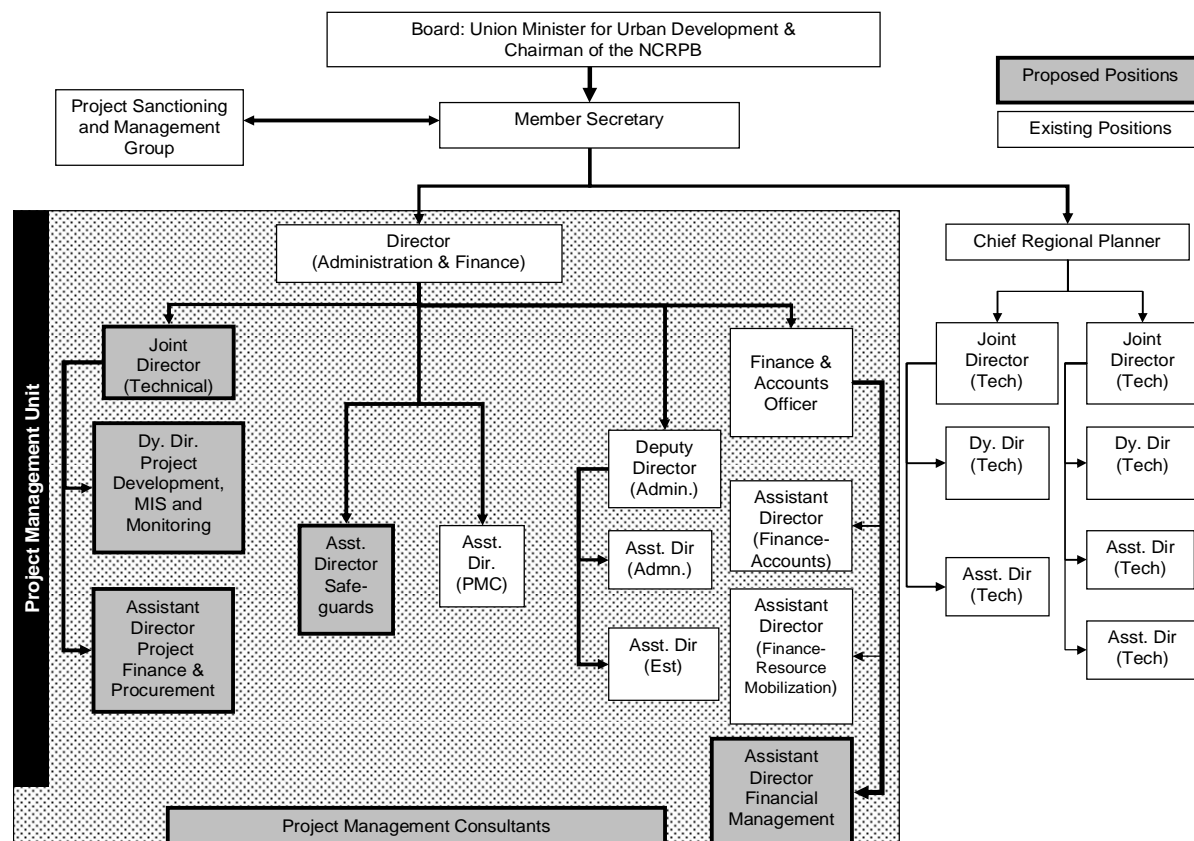 Board: Union Minister for Urban Development &
Chairman of the NCRPB
Proposed Positions
Project Sanctioning
and Management
Group
Member Secretary
Existing Positions
Project Management Unit
Director
(Administration & Finance)
Chief Regional Planner
Joint
Director
(Technical)
Finance &
Accounts
Officer
Joint
Director
(Tech)
Joint
Director
(Tech)
Dy. Dir.
Project
Development,
MIS and
Monitoring
Deputy
Director
(Admin.)
Dy. Dir
(Tech)
Dy. Dir
(Tech)
Asst.
Director
Safe-
guards
Asst.
Dir.
(PMC)
Asst. Dir
(Admn.)
Assistant
Director
(Finance-
Accounts)
Asst. Dir
(Tech)
Asst. Dir
(Tech)
Assistant
Director
Project
Finance &
Procurement
Asst. Dir
(Est)
Assistant
Director
(Finance-
Resource
Mobilization)
Asst. Dir
(Tech)
Assistant
Director
Financial
Management
Project Management Consultants